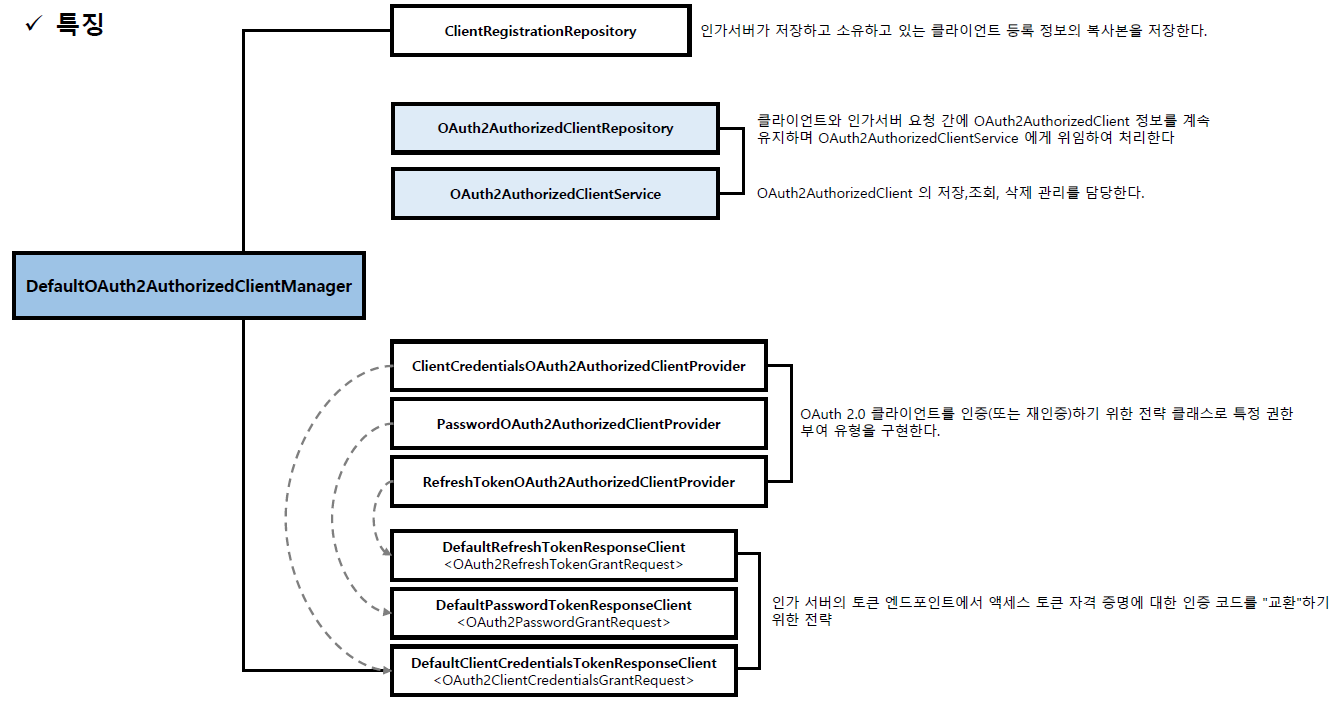 ✓ 특징
ClientRegistrationRepository
인가서버가 저장하고 소유하고 있는 클라이언트 등록 정보의 복사본을 저장한다.
OAuth2AuthorizedClientRepository
클라이언트와 인가서버 요청 간에 OAuth2AuthorizedClient 정보를 계속
유지하며 OAuth2AuthorizedClientService 에게 위임하여 처리한다
OAuth2AuthorizedClientService
OAuth2AuthorizedClient 의 저장,조회, 삭제 관리를 담당한다.
DefaultOAuth2AuthorizedClientManager
ClientCredentialsOAuth2AuthorizedClientProvider
PasswordOAuth2AuthorizedClientProvider
RefreshTokenOAuth2AuthorizedClientProvider
OAuth 2.0 클라이언트를 인증(또는 재인증)하기 위한 전략 클래스로 특정 권한
부여 유형을 구현한다.
DefaultRefreshTokenResponseClient
<OAuth2RefreshTokenGrantRequest>
DefaultPasswordTokenResponseClient
<OAuth2PasswordGrantRequest>
DefaultClientCredentialsTokenResponseClient
<OAuth2ClientCredentialsGrantRequest>
인가 서버의 토큰 엔드포인트에서 액세스 토큰 자격 증명에 대한 인증 코드를 "교환"하기
위한 전략